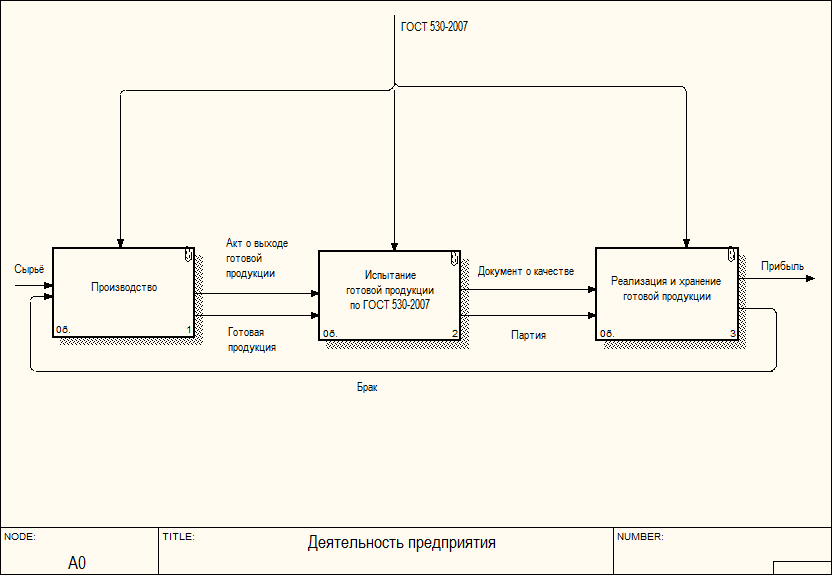 ГОСТ 530-2007
Сырьё
Производство
0б.
1
Акт о выходе
готовой
продукции
Готовая
продукция
Испытание
готовой продукции
по ГОСТ 530-2007
0б.
2
Документ о качестве
Партия
Реализация и хранение
готовой продукции
0б.
3
Прибыль
Брак
NODE:
A0
TITLE:
Деятельность предприятия
NUMBER: